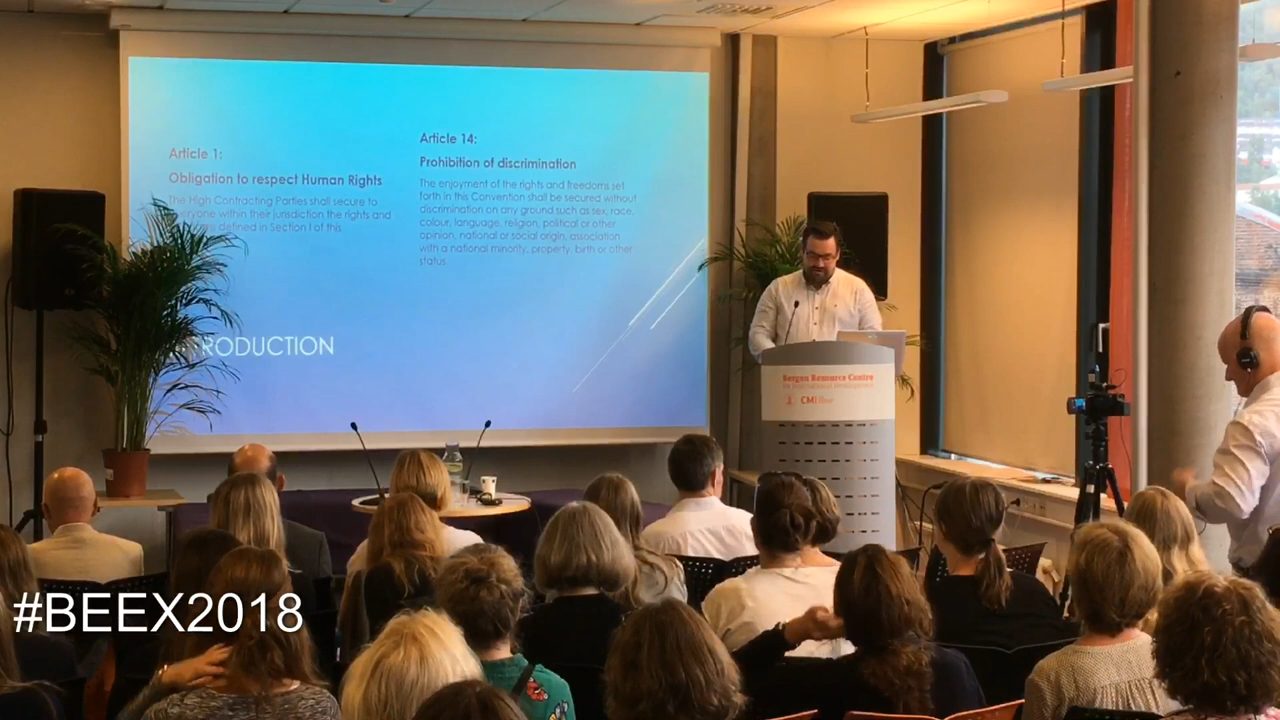 Article 1:
Obligation to respect Human Rights
The High Contracting Parties shall secure to
everyone within their jurisdiction the rights and
defined in Section I of this
Article 14:
Prohibition of discrimination
The enjoyment of the rights and freedoms set
forth in this Convention shall be secured without
discrimination on any ground such as sex, race,
colour, language, religion, political or other
opinion, national or social origin, association
with a national minority, property, birth or other
status.
RODUCTION
Bergen Resource Centre
for International Development
CMI
#BEEX2018